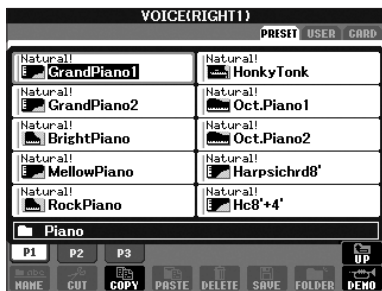 VOICE(RIGHT1)
PRESET USER CARD
Natural!
GrandPiano1
Natural!
HonkyTonk
Natural!
GrandPiano2
Natural!
Oct.Piano1
Natural!
BrightPiano
Natural!
Oct.Piano2
Natural!
MellowPiano
Natural!
Harpsichrd8'
Natural!
RockPiano
Natural!
Hc8'+4'
Piano
P1 P2 P3
UP
NAME CUT COPY PASTE DELETE SAVE FOLDER DEMO